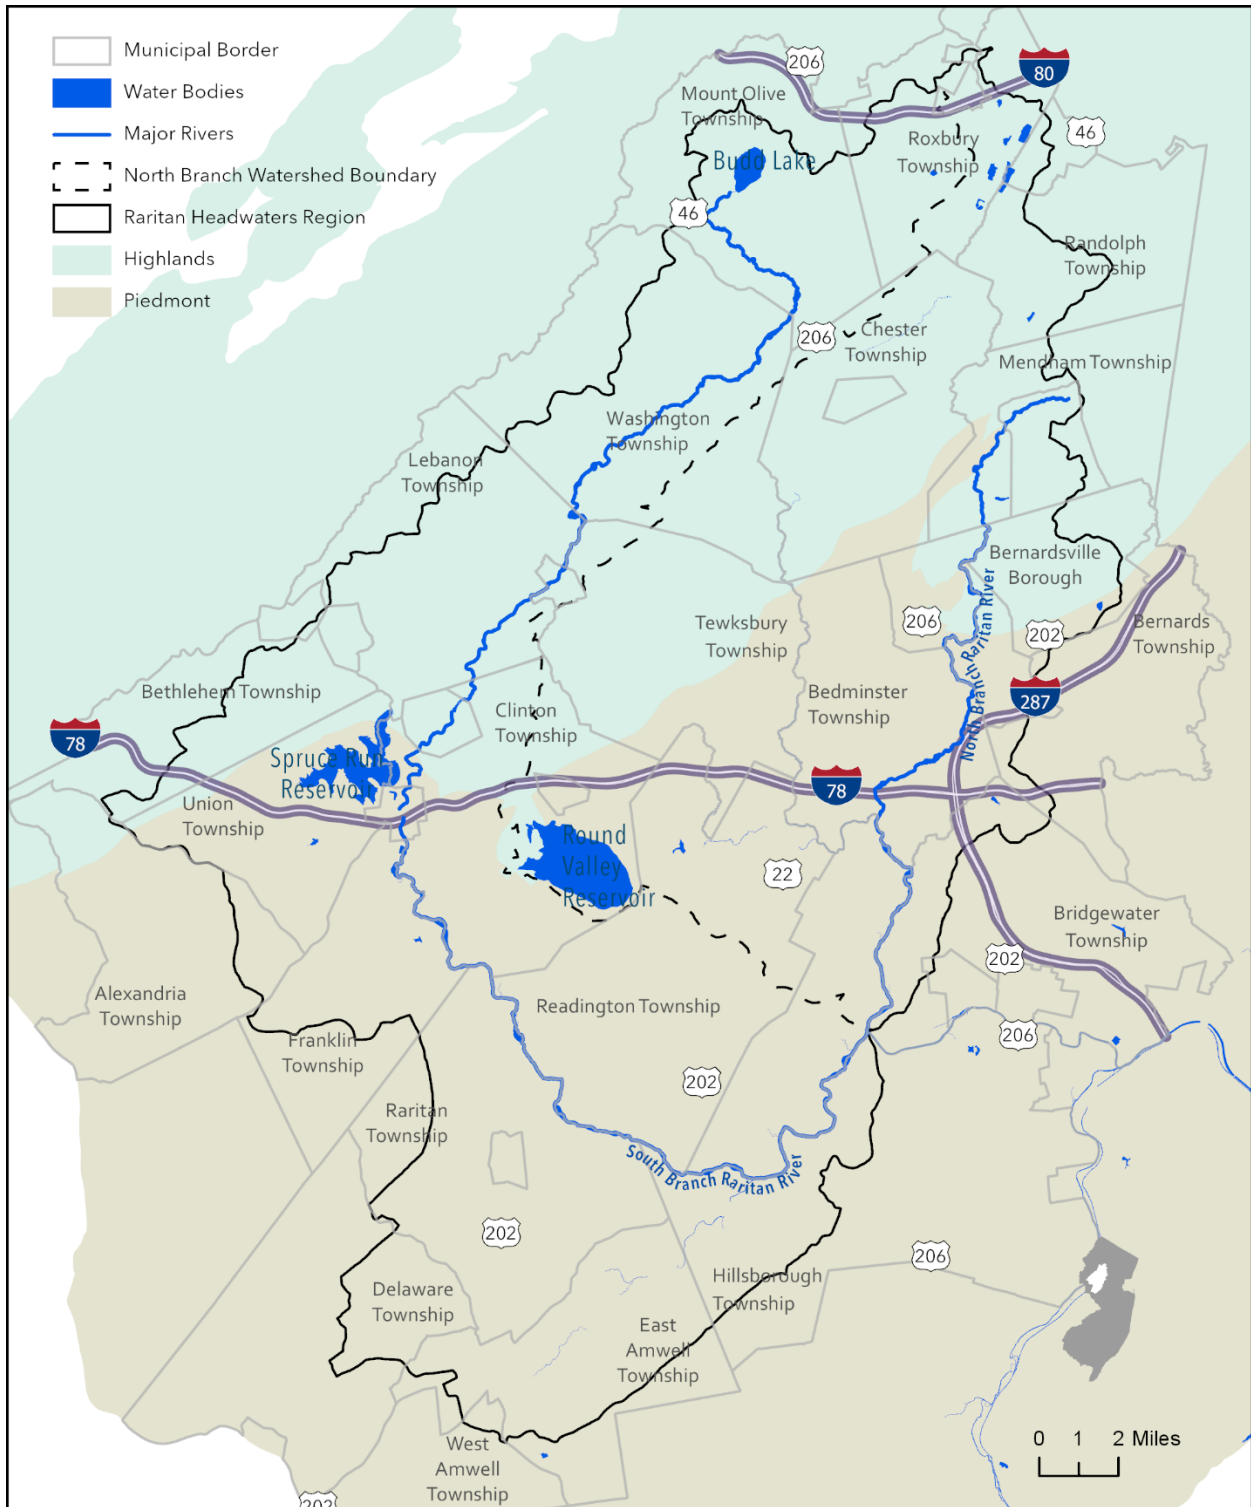 Municipal Border
Water Bodies
Major Rivers
North Branch Watershed Boundary
Raritan Headwaters Region
Highlands
Piedmont
206
80
Mount Olive
Township
46
Roxbury
Township
Budd Lake
46
Randolph
Township
206
Chester
Township
Mendham Township
Washington
Township
Lebanon
Township
Bernardsville
Borough
Tewksbury
Township
206
202
Bernards
Township
North Branch Raritan River
Bethlehem Township
Clinton
Township
Bedminster
Township
287
78
Spruce Run
Reservoir
78
Union
Township
Round
Valley
Reservoir
22
Bridgewater
Township
202
Alexandria
Township
Readington Township
206
Franklin
Township
202
Raritan
Township
South Branch Raritan River
202
206
Delaware
Township
Hillsborough
Township
East
Amwell
Township
West
Amwell
Township
0 1 2 Miles
202